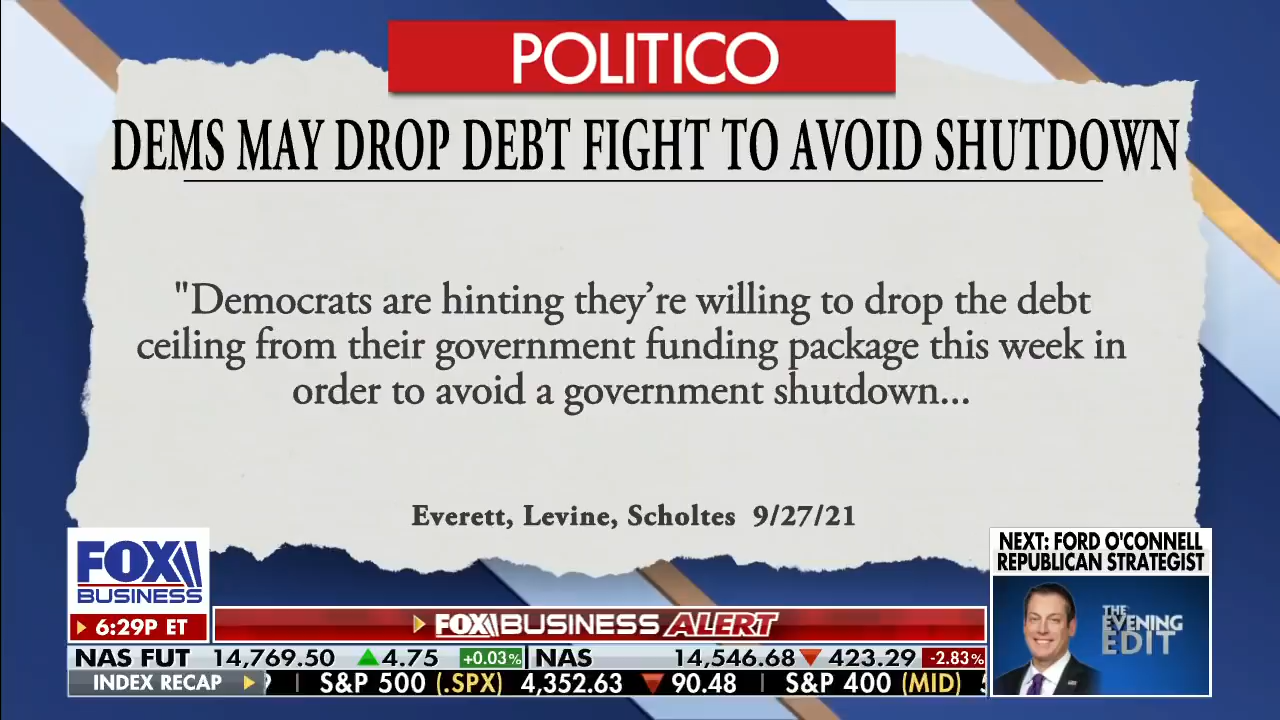 POLITICO
DEMS MAY DROP DEBT FIGHT TO AVOID SHUTDOWN
"Democrats are hinting they’re willing to drop the debt
ceiling from their government funding package this week in
order to avoid a government shutdown...
Everett, Levine, Scholtes 9/27/21
FOX
BUSINESS
6:29P ET
FOX BUSINESS ALERT
NEXT: FORD O'CONNELL
REPUBLICAN STRATEGIST
THE
EVENING
EDIT
NAS FUT 14,769.50 4.75 +0.03% NAS 14,546.68 423.29 -2.83%
INDEX RECAP S&P 500 (.SPX) 4,352.63 90.48 S&P 400 (MID)